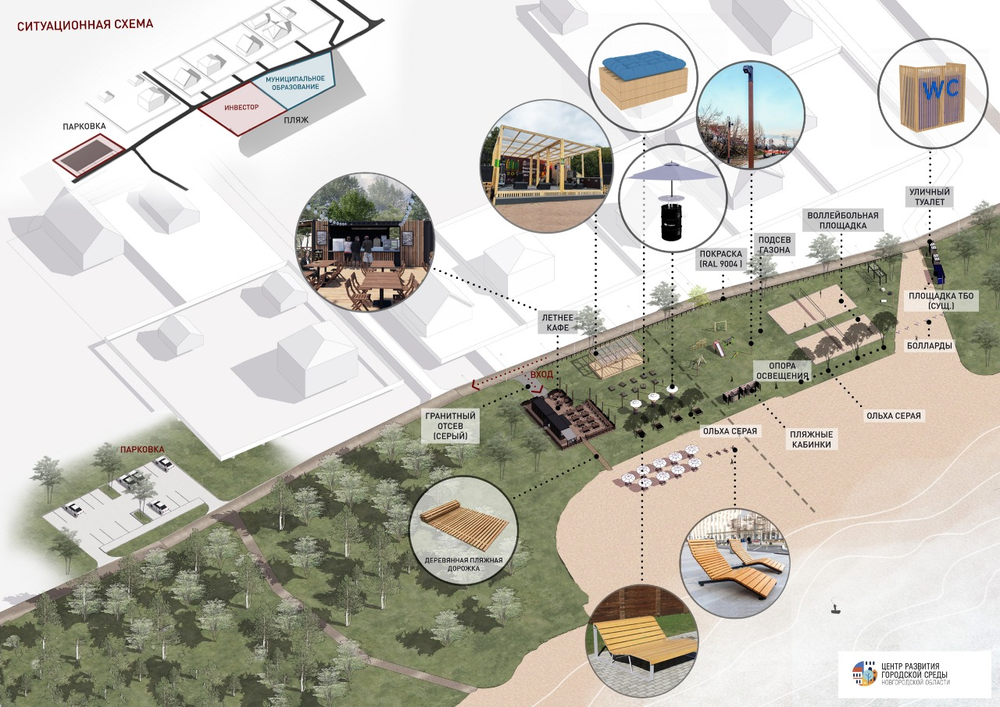 СИТУАЦИОННАЯ СХЕМА
МУНИЦИПАЛЬНОЕ
ОБРАЗОВАНИЕ
ИНВЕСТОР
ПЛЯЖ
ПАРКОВКА
WC
УЛИЧНЫЙ
ТУАЛЕТ
ВОЛЛЕЙБОЛЬНАЯ
ПЛОЩАДКА
ПОДСЕВ
ГАЗОНА
ПОКРАСКА
(RAL 9004 )
ПЛОЩАДКА ТБО
(СУЩ.)
БОЛЛАРДЫ
ЛЕТНЕЕ
КАФЕ
ВХОД
ОПОРА
ОСВЕЩЕНИЯ
ГРАНИТНЫЙ
ОТСЕВ
(СЕРЫЙ)
ОЛЬХА СЕРАЯ
ОЛЬХА СЕРАЯ
ПЛЯЖНЫЕ
КАБИНКИ
ПАРКОВКА
ДЕРЕВЯННАЯ ПЛЯЖНАЯ
ДОРОЖКА
ЦЕНТР РАЗВИТИЯ
ГОРОДСКОЙ СРЕДЫ
НОВГОРОДСКОЙ ОБЛАСТИ